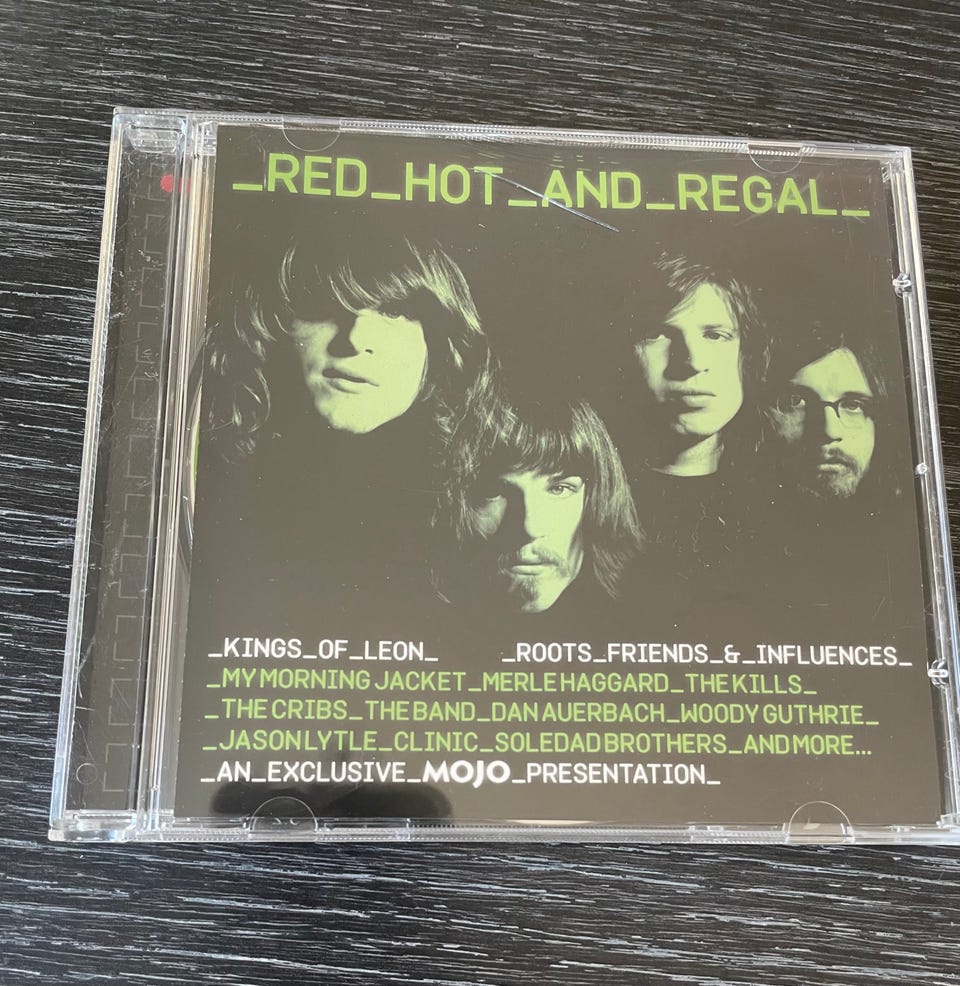 _RED_HOT_AND_REGAL_
_KINGS_OF_LEON_ _ROOTS_FRIENDS_&_INFLUENCES_
_MY MORNING JACKET_MERLE HAGGARD_THE KILLS_
_THE CRIBS_THE BAND_DAN AUERBACH_WOODY GUTHRIE_
_JASON LYTLE_CLINIC_SOLEDAD BROTHERS_AND MORE...
_AN_EXCLUSIVE_MOJO_PRESENTATION_